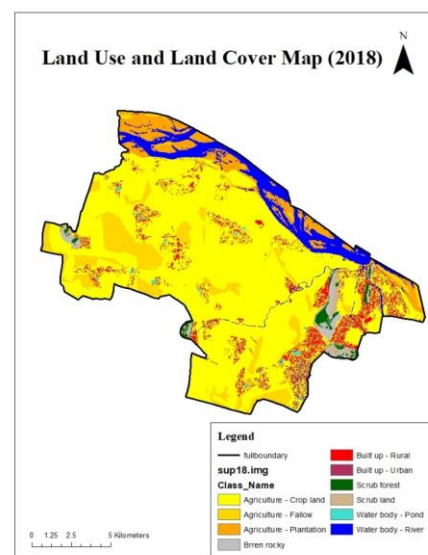 N
Land Use and Land Cover Map (2018)
Legend
fullboundary
sup18.img
Class_Name
Agriculture - Crop land
Agriculture - Fallow
Agriculture - Plantation
Brren rocky
Built up - Rural
Built up - Urban
Scrub forest
Scrub land
Water body - Pond
Water body - River
0 1.25 2.5 5 Kilometers